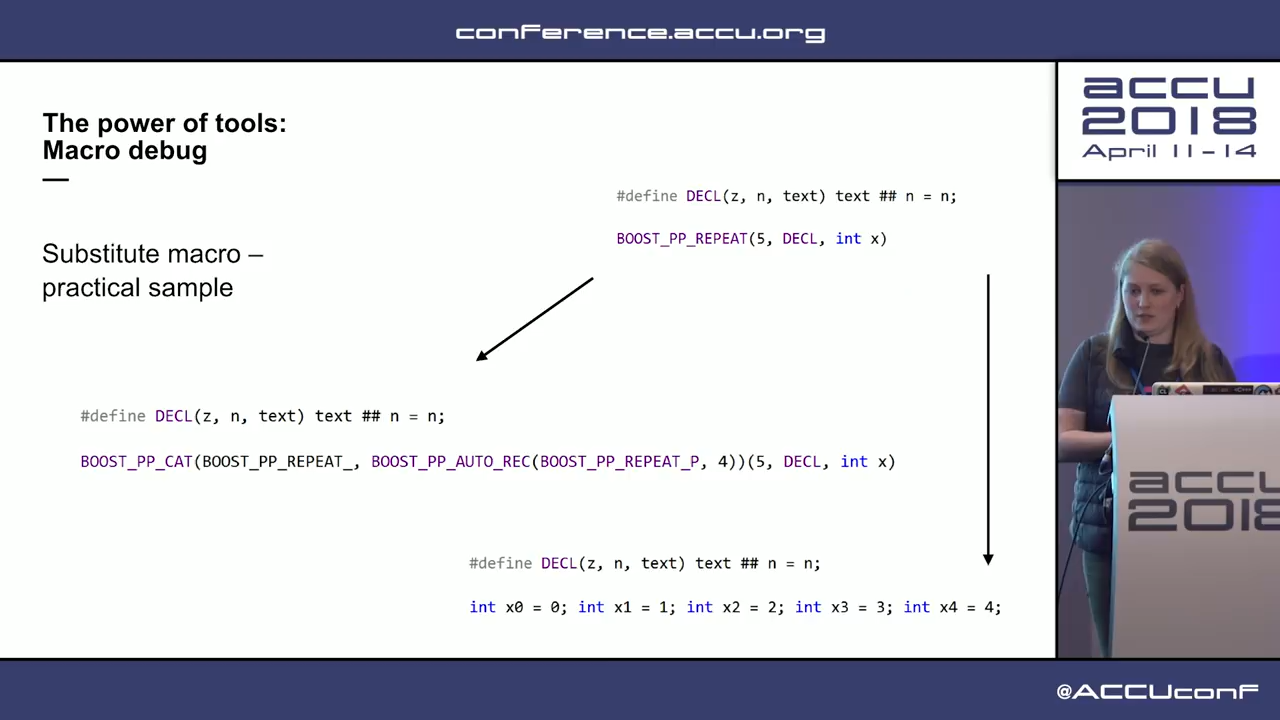 conference.accu.org
The power of tools:
Macro debug
Substitute macro –
practical sample
#define DECL(z, n, text) text ## n = n;
BOOST_PP_REPEAT(5, DECL, int x)
#define DECL(z, n, text) text ## n = n;
BOOST_PP_CAT(BOOST_PP_REPEAT_, BOOST_PP_AUTO_REC(BOOST_PP_REPEAT_P, 4))(5, DECL, int x)
#define DECL(z, n, text) text ## n = n;
int x0 = 0; int x1 = 1; int x2 = 2; int x3 = 3; int x4 = 4;
accu
2018
April 11-14
accu
2018
@ACCUconf